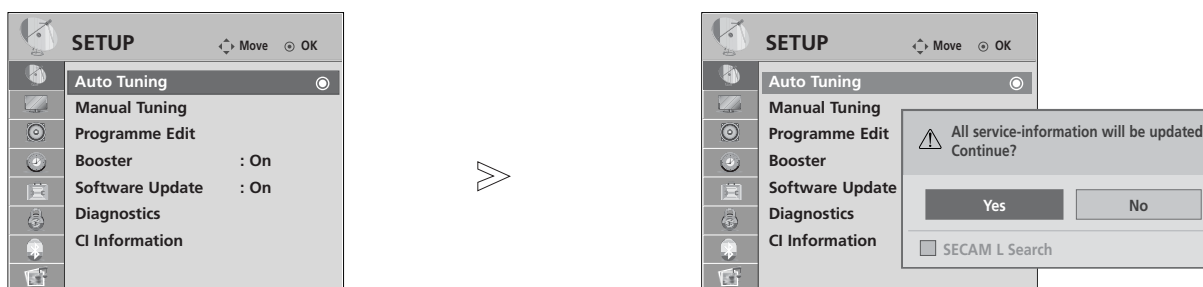 SETUP Move OK
Auto Tuning
Manual Tuning
Programme Edit
Booster : On
Software Update : On
Diagnostics
CI Information
SETUP Move OK
Auto Tuning
Manual Tuning
Programme Edit
Booster
Software Update
Diagnostics
CI Information
All service-information will be updated
Continue?
Yes No
SECAM L Search